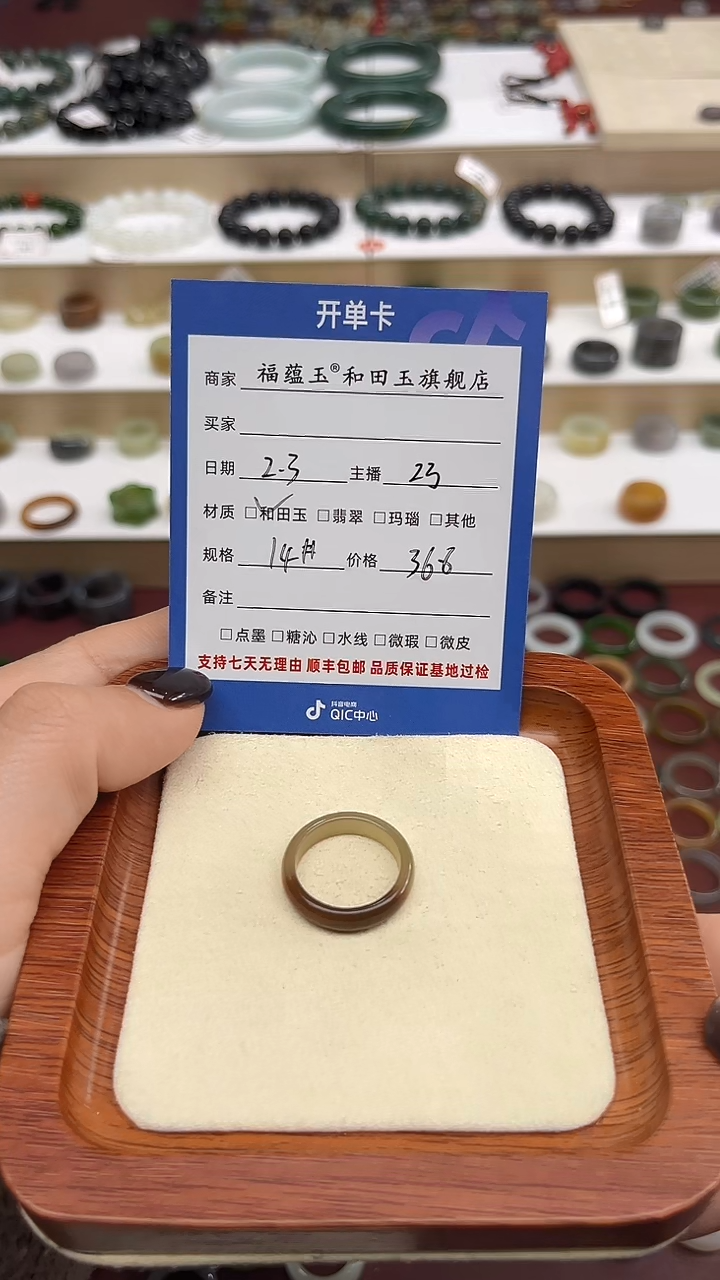 开单卡
商家 福蕴玉®和田玉旗舰店
买家
日期 2-3 主播 23
材质 □和田玉 □翡翠 □玛瑙 □其他
规格 14# 价格 368
备注
□点墨 □糖沁 □水线 □微瑕 □微皮
支持七天无理由 顺丰包邮 品质保证基地过检
抖音电商
QIC中心